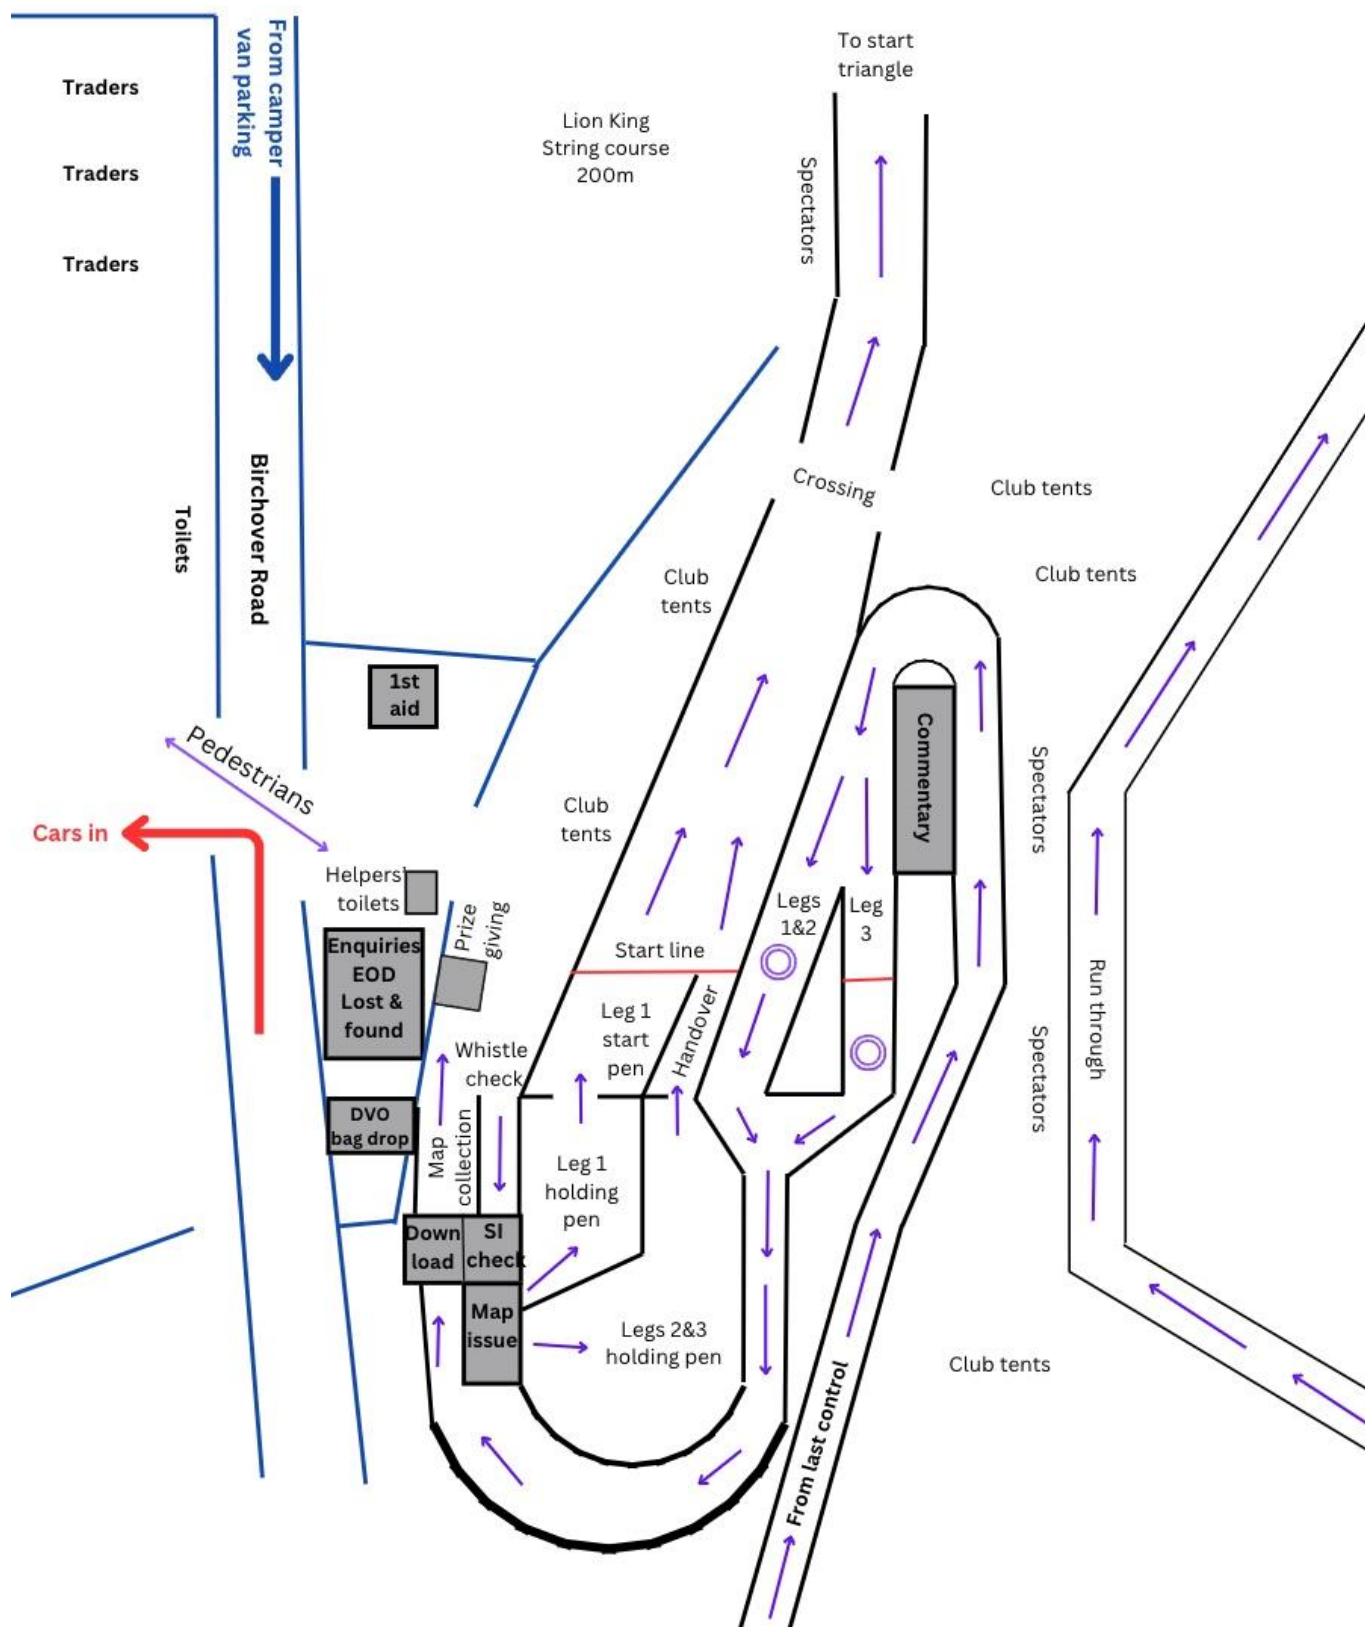 To start
triangle
From camper
van parking
Traders
Traders
Traders
Lion King
String course
200m
Spectators
Birchover Road
Toilets
Crossing
Club tents
Club tents
Club
tents
1st
aid
Commentary
Pedestrians
Spectators
Cars in
Club
tents
Helpers'
toilets
Prize
giving
Legs
1&2
Leg
3
Enquiries
EOD
Lost &
found
Start line
Leg 1
start
pen
Handover
Run through
Spectators
Whistle
check
DVO
bag drop
Map
collection
Leg 1
holding
pen
Down
load
SI
check
Map
issue
Legs 2&3
holding pen
Club tents
From last control